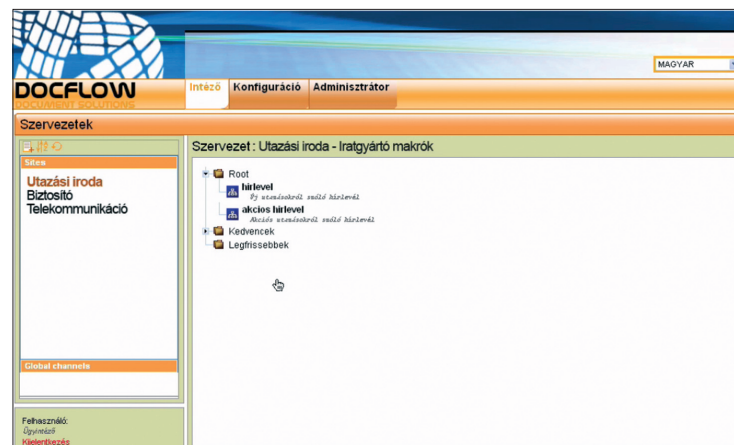 MAGYAR
DOCFLOW
DOCUMENT SOLUTIONS
Intéző Konfiguráció Adminisztrátor
Szervezetek
Sites
Utazási iroda
Biztosító
Telekommunikáció
Global channels
Felhasználó:
Ügyintéző
Kijelentkezés
Szervezet : Utazási iroda - Iratgyártó makrók
Root
hirlevel
Új utazásokról szóló hírlevél
akcios hirlevel
Akciós utazásokról szóló hírlevél
Kedvencek
Legfrissebbek